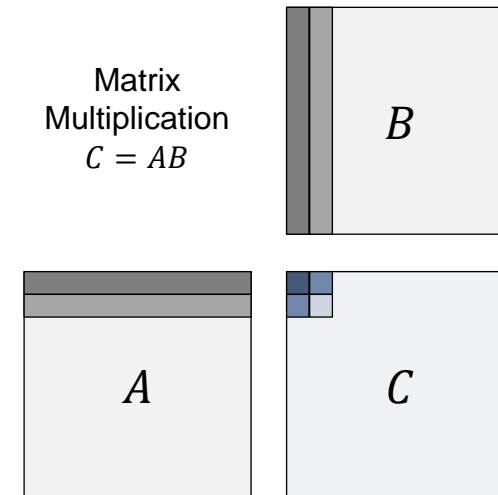 Matrix
Multiplication
𝐶 = 𝐴𝐵
𝐵
𝐴
𝐶